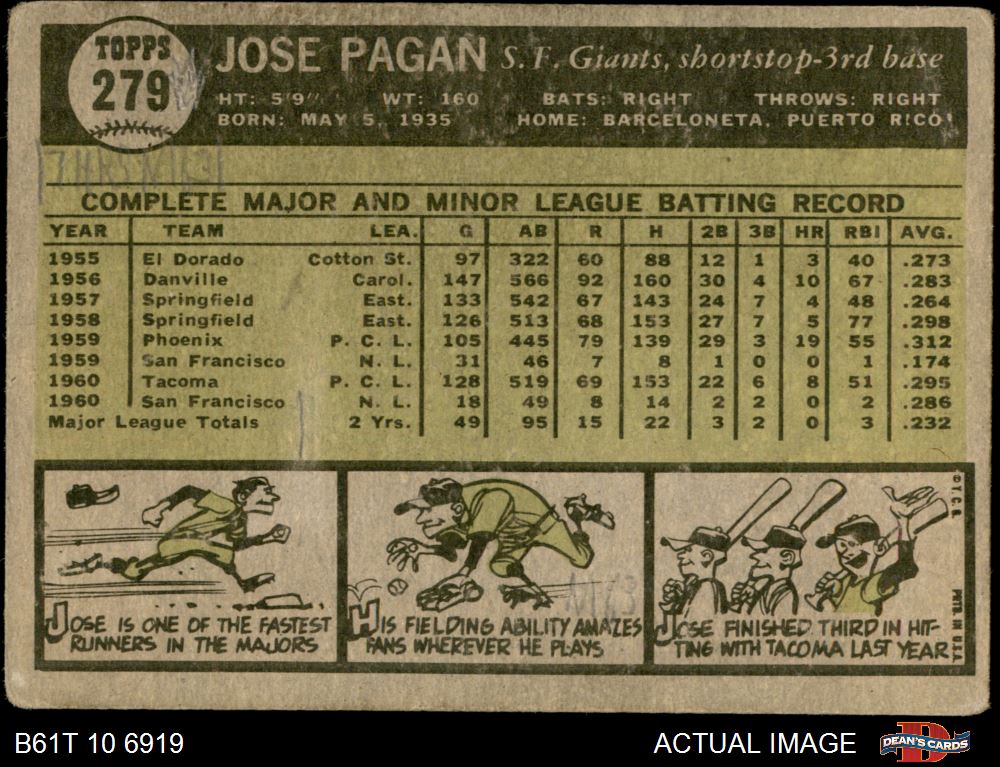 TOPPS
279
JOSE PAGAN S. F. Giants, shortstop-3rd base
HT: 5'9" WT: 160 BATS: RIGHT THROWS: RIGHT
BORN: MAY 5, 1935 HOME: BARCELONETA, PUERTO RICO
COMPLETE MAJOR AND MINOR LEAGUE BATTING RECORD
YEAR TEAM LEA. G AB R H 2B 3B HR RBI AVG.
1955 El Dorado Cotton St. 97 322 60 88 12 1 3 40 .273
1956 Danville Carol. 147 566 92 160 30 4 10 67 .283
1957 Springfield East. 133 542 67 143 24 7 4 48 .264
1958 Springfield East. 126 513 68 153 27 7 5 77 .298
1959 Phoenix P. C. L. 105 445 79 139 29 3 19 55 .312
1959 San Francisco N. L. 31 46 7 8 1 0 0 1 .174
1960 Tacoma P. C. L. 128 519 69 153 22 6 8 51 .295
1960 San Francisco N. L. 18 49 8 14 2 2 0 2 .286
Major League Totals 2 Yrs. 49 95 15 22 3 2 0 3 .232
JOSE IS ONE OF THE FASTEST
RUNNERS IN THE MAJORS
HIS FIELDING ABILITY AMAZES
FANS WHEREVER HE PLAYS
JOSE FINISHED THIRD IN HIT-
TING WITH TACOMA LAST YEAR
© T. C. G.
PRTD. IN U.S.A.
B61T 10 6919
ACTUAL IMAGE
DEAN'S CARDS